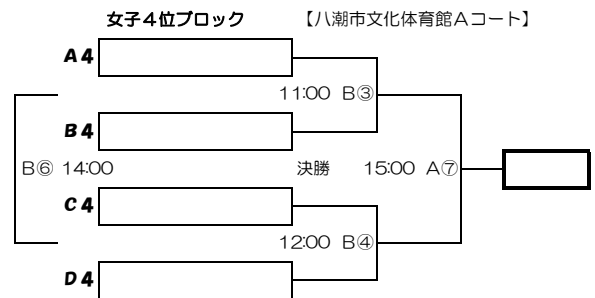 女子４位ブロック 【八潮市文化体育館Ａコート】
A4
11:00 B③
B4
B⑥ 14:00 決勝 15:00 A⑦
C4
12:00 B④
D4